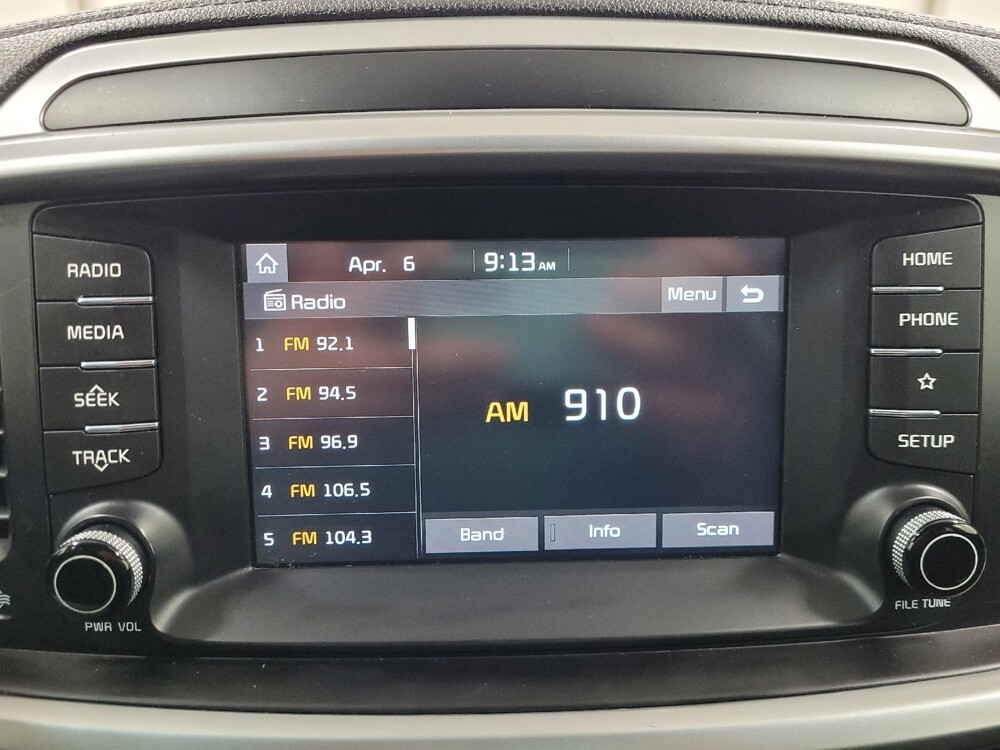 RADIO
MEDIA
SEEK
TRACK
PWR VOL
Apr. 6
9:13 AM
Radio
Menu
1 FM 92.1
2 FM 94.5
3 FM 96.9
4 FM 106.5
5 FM 104.3
AM 910
Band
Info
Scan
HOME
PHONE
SETUP
FILE TUNE